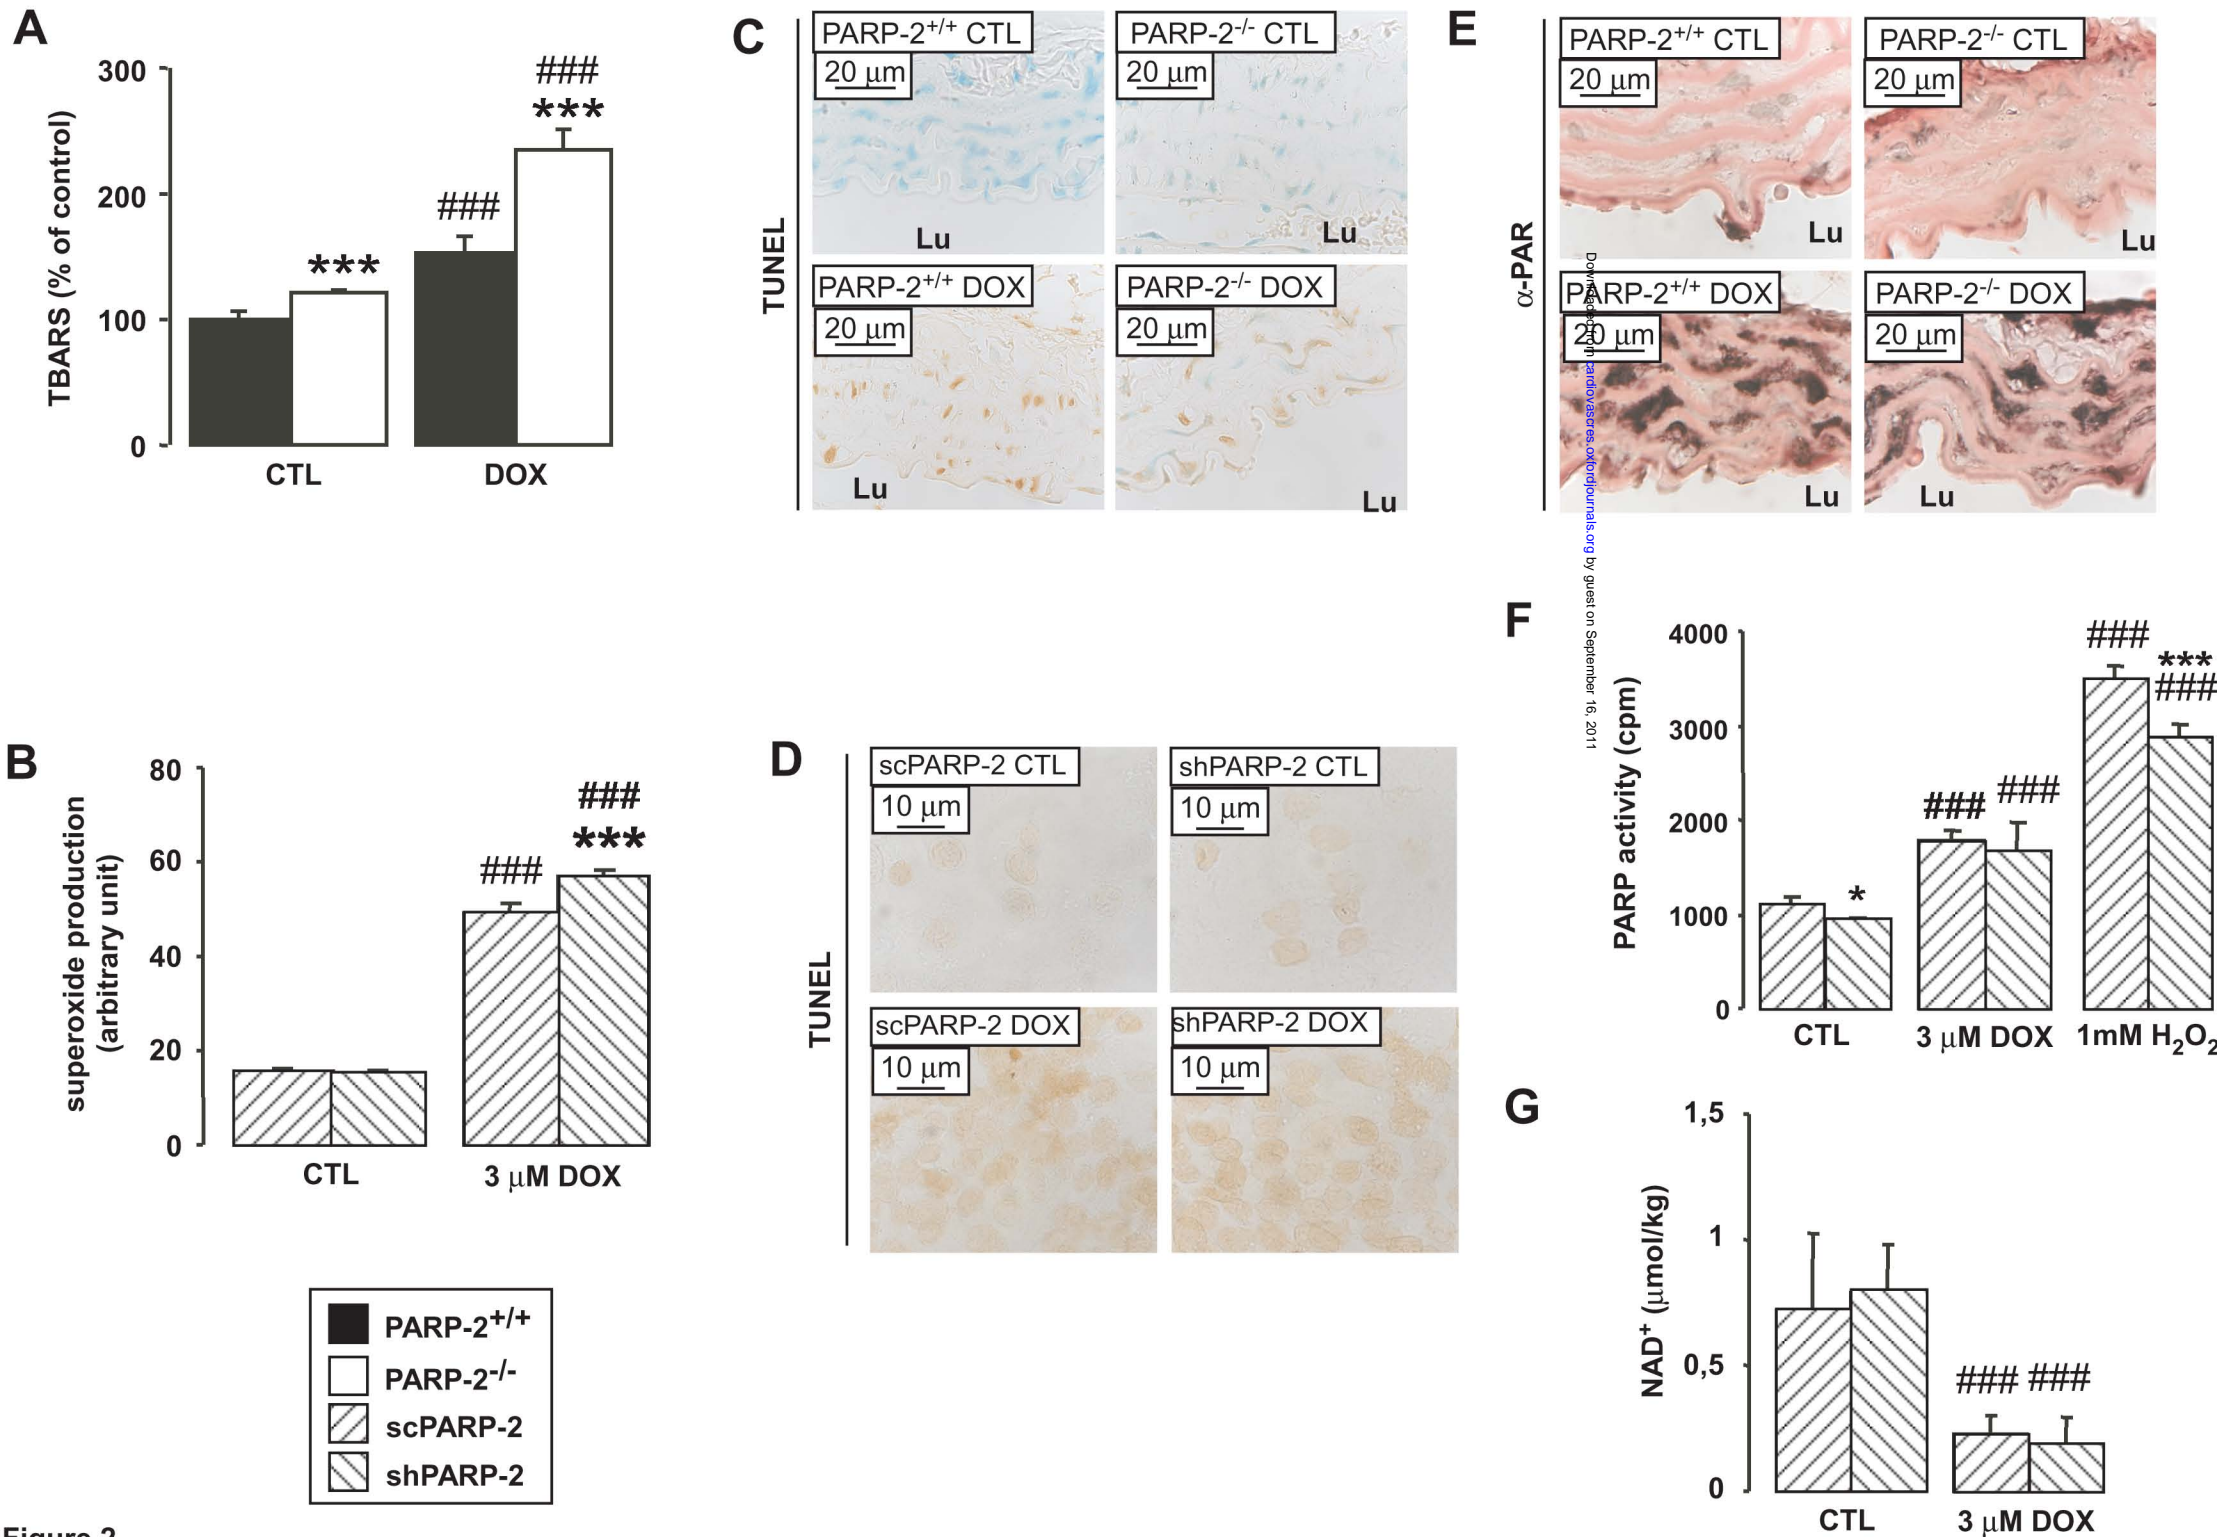 A
TBARS (% of control)
300
200
100
0
***
###
###
***
CTL
DOX
B
superoxide production
(arbitrary unit)
80
60
40
20
0
###
###
***
CTL
3 μM DOX
PARP-2+/+
PARP-2-/-
scPARP-2
shPARP-2
C
TUNEL
PARP-2+/+ CTL
20 μm
Lu
PARP-2-/- CTL
20 μm
Lu
PARP-2+/+ DOX
20 μm
Lu
PARP-2-/- DOX
20 μm
Lu
D
TUNEL
scPARP-2 CTL
10 μm
shPARP-2 CTL
10 μm
scPARP-2 DOX
10 μm
shPARP-2 DOX
10 μm
E
α-PAR
PARP-2+/+ CTL
20 μm
Lu
PARP-2-/- CTL
20 μm
Lu
PARP-2+/+ DOX
20 μm
Lu
PARP-2-/- DOX
20 μm
Lu
Downloaded from cardiovascres.oxfordjournals.org by guest on September 16, 2011
F
PARP activity (cpm)
4000
3000
2000
1000
0
*
###
###
###
***
###
CTL
3 μM DOX
1mM H2O2
G
NAD+ (μmol/kg)
1,5
1
0,5
0
###
###
CTL
3 μM DOX
Figure 2